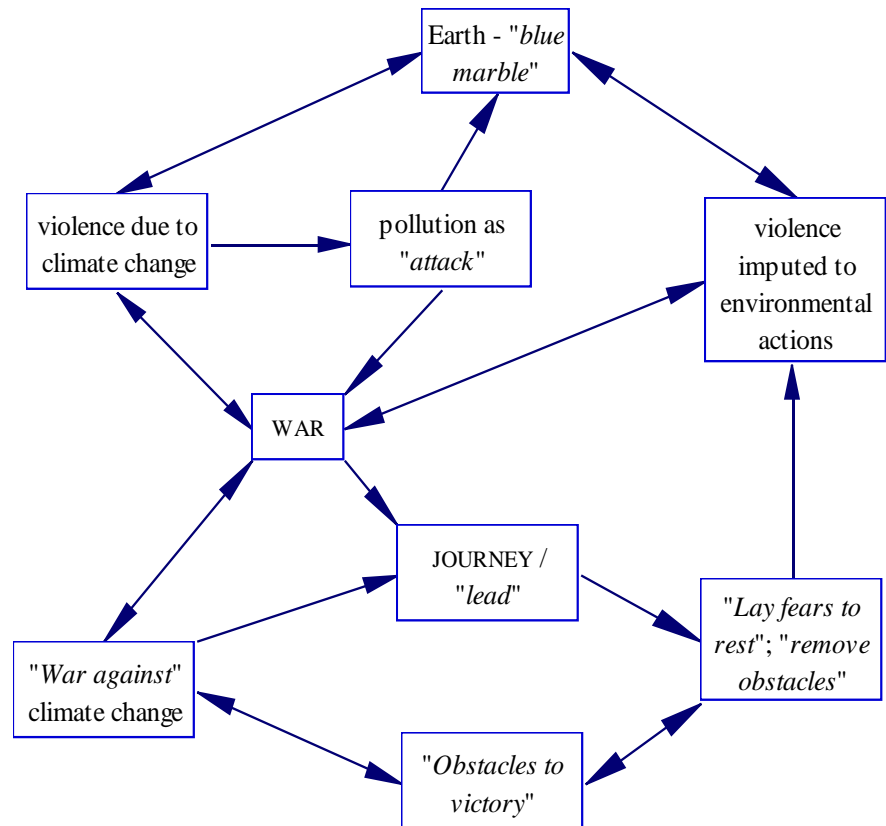 Earth - "blue
marble"
violence due to
climate change
pollution as
"attack"
violence
imputed to
environmental
actions
WAR
JOURNEY /
"lead"
"Lay fears to
rest"; "remove
obstacles"
"War against"
climate change
"Obstacles to
victory"